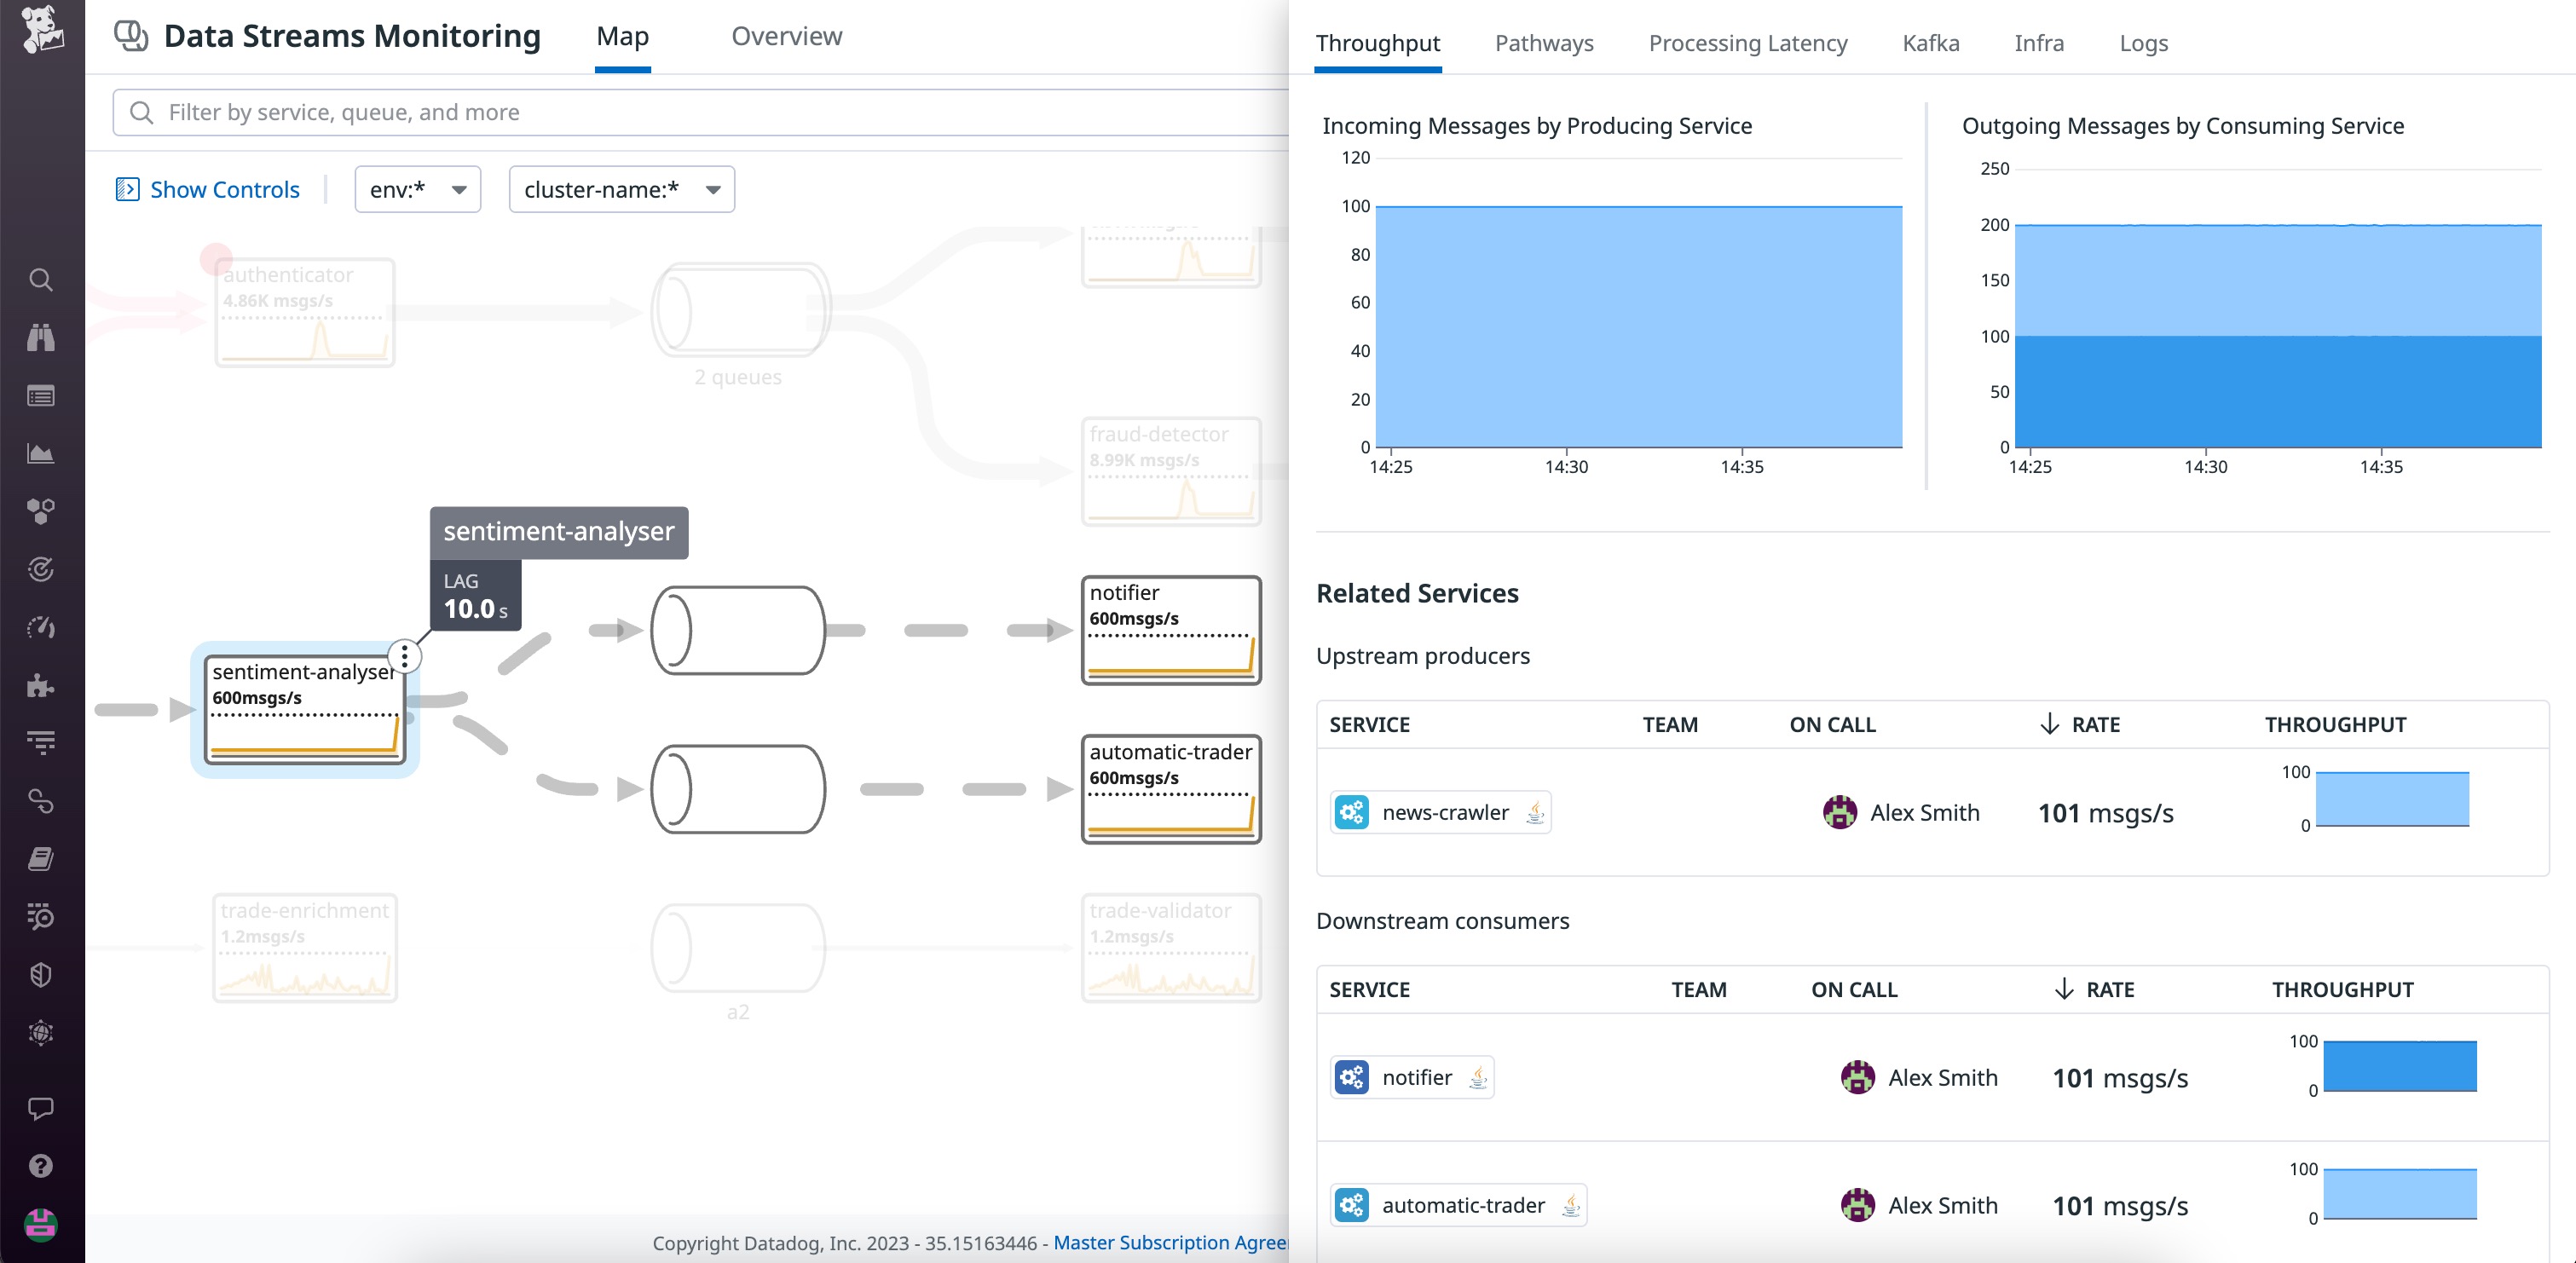 Data Streams Monitoring
Map
Overview
Filter by service, queue, and more
Show Controls
env:*
cluster-name:*
authenticator
4.86K msgs/s
2 queues
fraud-detector
8.99K msgs/s
sentiment-analyser
LAG
10.0 s
sentiment-analyser
600msgs/s
notifier
600msgs/s
automatic-trader
600msgs/s
trade-enrichment
1.2msgs/s
a2
trade-validator
1.2msgs/s
Copyright Datadog, Inc. 2023 - 35.15163446 - Master Subscription Agree
Throughput
Pathways
Processing Latency
Kafka
Infra
Logs
Incoming Messages by Producing Service
120
100
80
60
40
20
0
14:25
14:30
14:35
Outgoing Messages by Consuming Service
250
200
150
100
50
0
14:25
14:30
14:35
Related Services
Upstream producers
SERVICE TEAM ON CALL RATE THROUGHPUT
news-crawler Alex Smith 101 msgs/s
100
0
Downstream consumers
SERVICE TEAM ON CALL RATE THROUGHPUT
notifier Alex Smith 101 msgs/s
100
0
automatic-trader Alex Smith 101 msgs/s
100
0